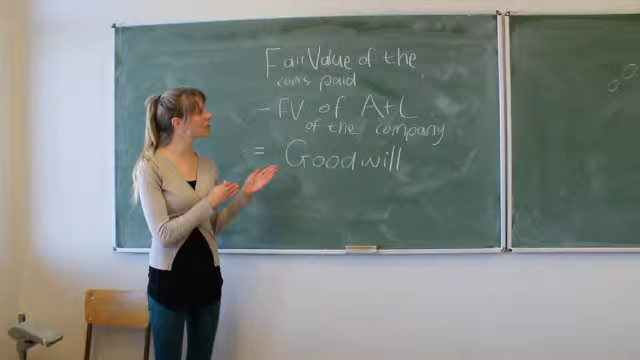 Fair Value of the
cons paid
- FV of A+L
of the company
= Goodwill